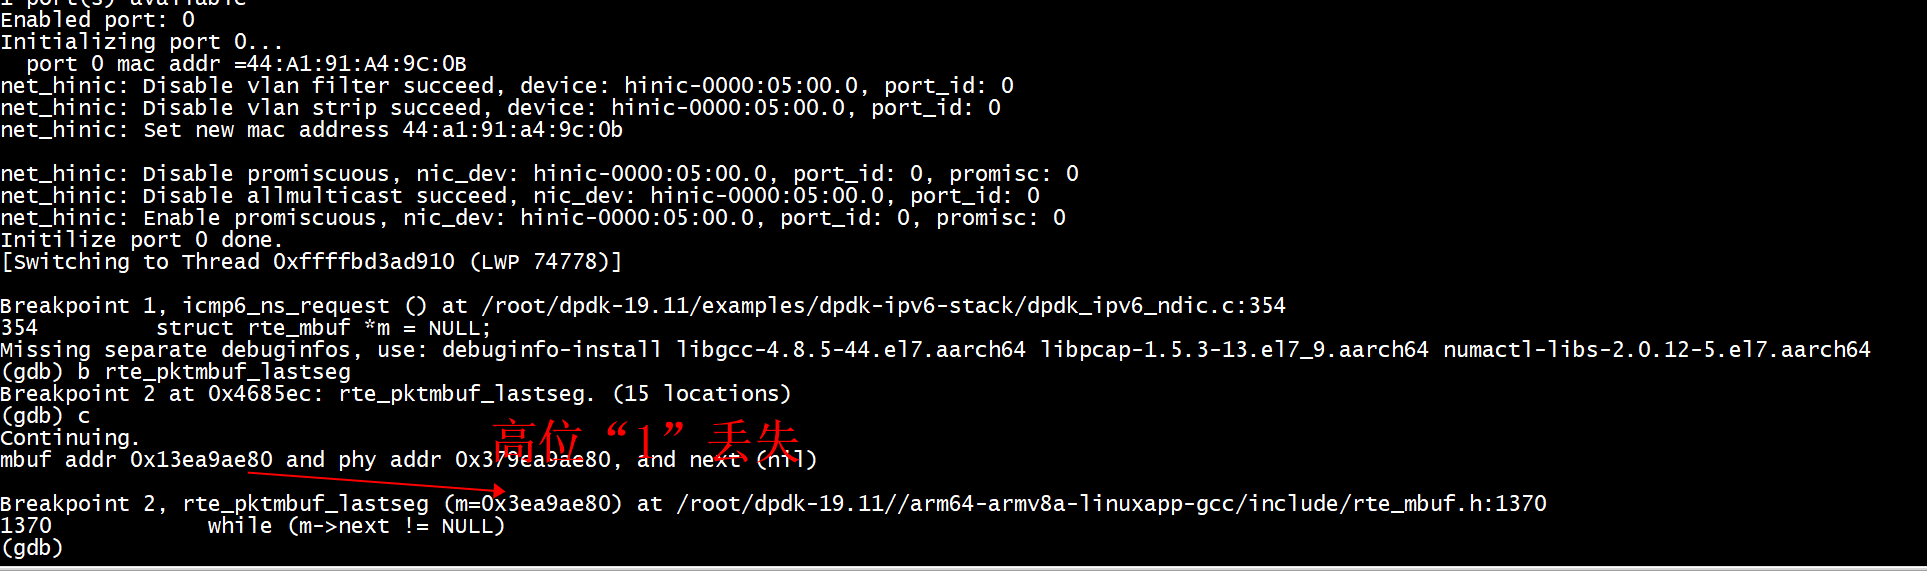 1 port(s) available
Enabled port: 0
Initializing port 0...
port 0 mac addr =44:A1:91:A4:9C:0B
net_hinic: Disable vlan filter succeed, device: hinic-0000:05:00.0, port_id: 0
net_hinic: Disable vlan strip succeed, device: hinic-0000:05:00.0, port_id: 0
net_hinic: Set new mac address 44:a1:91:a4:9c:0b
net_hinic: Disable promiscuous, nic_dev: hinic-0000:05:00.0, port_id: 0, promisc: 0
net_hinic: Disable allmulticast succeed, nic_dev: hinic-0000:05:00.0, port_id: 0
net_hinic: Enable promiscuous, nic_dev: hinic-0000:05:00.0, port_id: 0, promisc: 0
Initilize port 0 done.
[Switching to Thread 0xffffbd3ad910 (LWP 74778)]
Breakpoint 1, icmp6_ns_request () at /root/dpdk-19.11/examples/dpdk-ipv6-stack/dpdk_ipv6_ndic.c:354
354 struct rte_mbuf *m = NULL;
Missing separate debuginfos, use: debuginfo-install libgcc-4.8.5-44.el7.aarch64 libpcap-1.5.3-13.el7_9.aarch64 numactl-libs-2.0.12-5.el7.aarch64
(gdb) b rte_pktmbuf_lastseg
Breakpoint 2 at 0x4685ec: rte_pktmbuf_lastseg. (15 locations)
(gdb) c
Continuing.
高位“1”丢失
mbuf addr 0x13ea9ae80 and phy addr 0x379ea9ae80, and next (nil)
Breakpoint 2, rte_pktmbuf_lastseg (m=0x3ea9ae80) at /root/dpdk-19.11//arm64-armv8a-linuxapp-gcc/include/rte_mbuf.h:1370
1370 while (m->next != NULL)
(gdb)